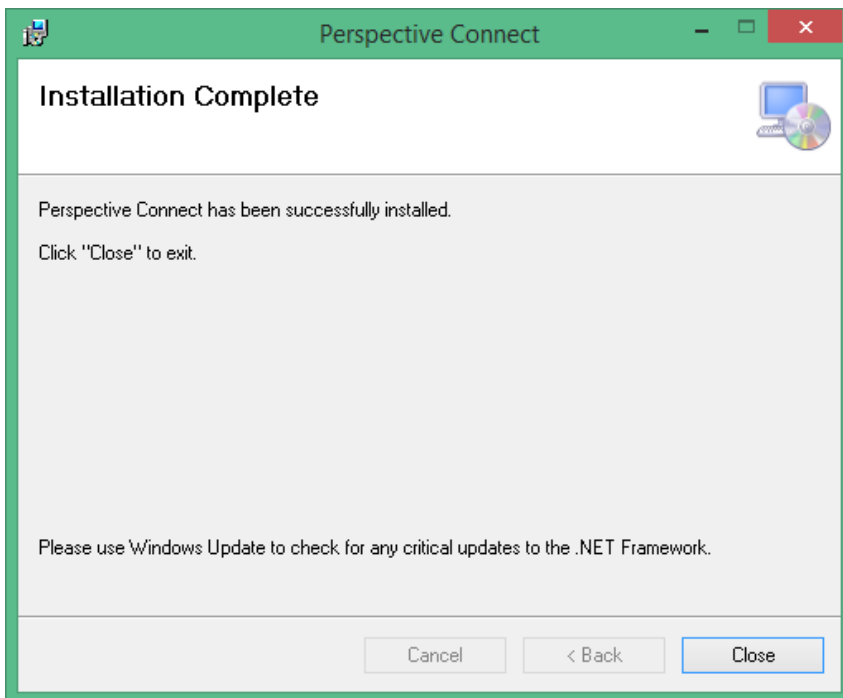 Perspective Connect
Installation Complete
Perspective Connect has been successfully installed.
Click "Close" to exit.
Please use Windows Update to check for any critical updates to the .NET Framework.
Cancel
< Back
Close